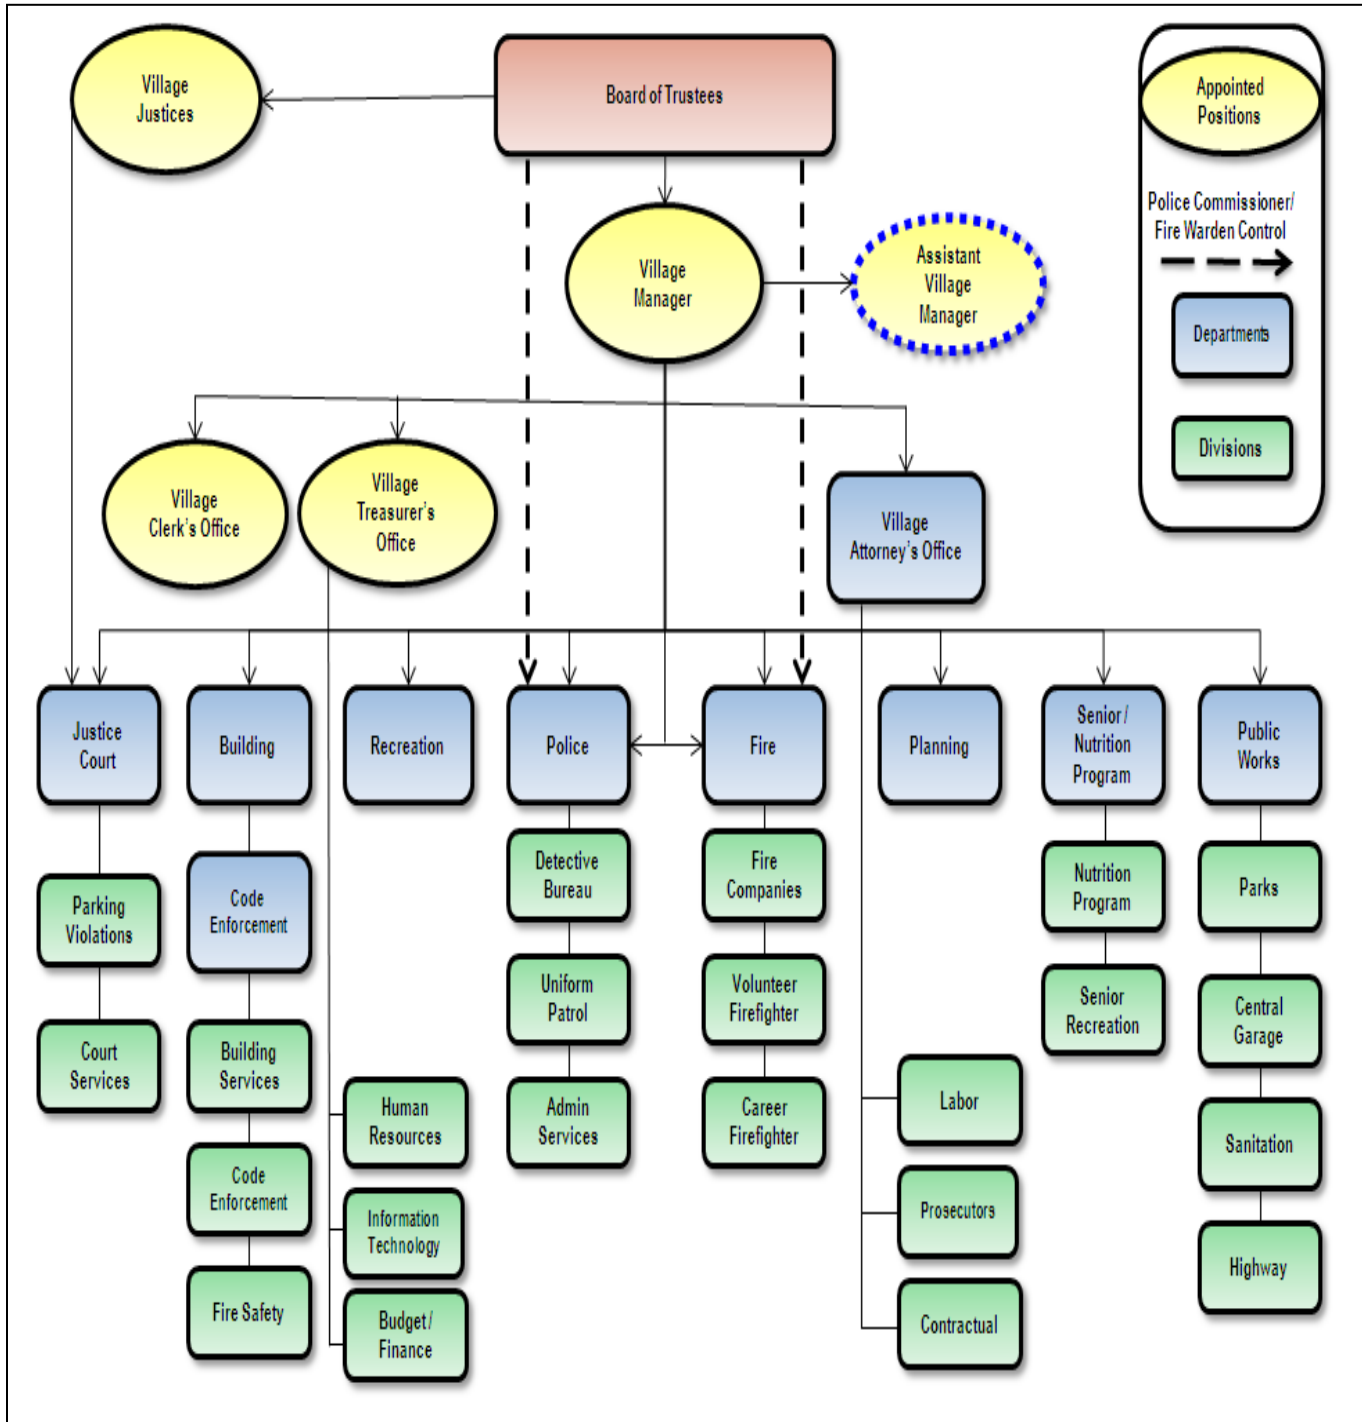 Village
Justices
Board of Trustees
Appointed
Positions
Police Commissioner/
Fire Warden Control
Departments
Divisions
Village
Manager
Assistant
Village
Manager
Village
Clerk's Office
Village
Treasurer's
Office
Village
Attorney's Office
Justice
Court
Building
Recreation
Police
Fire
Planning
Senior /
Nutrition
Program
Public
Works
Parking
Violations
Court
Services
Code
Enforcement
Building
Services
Code
Enforcement
Fire Safety
Human
Resources
Information
Technology
Budget /
Finance
Detective
Bureau
Uniform
Patrol
Admin
Services
Fire
Companies
Volunteer
Firefighter
Career
Firefighter
Labor
Prosecutors
Contractual
Nutrition
Program
Senior
Recreation
Parks
Central
Garage
Sanitation
Highway